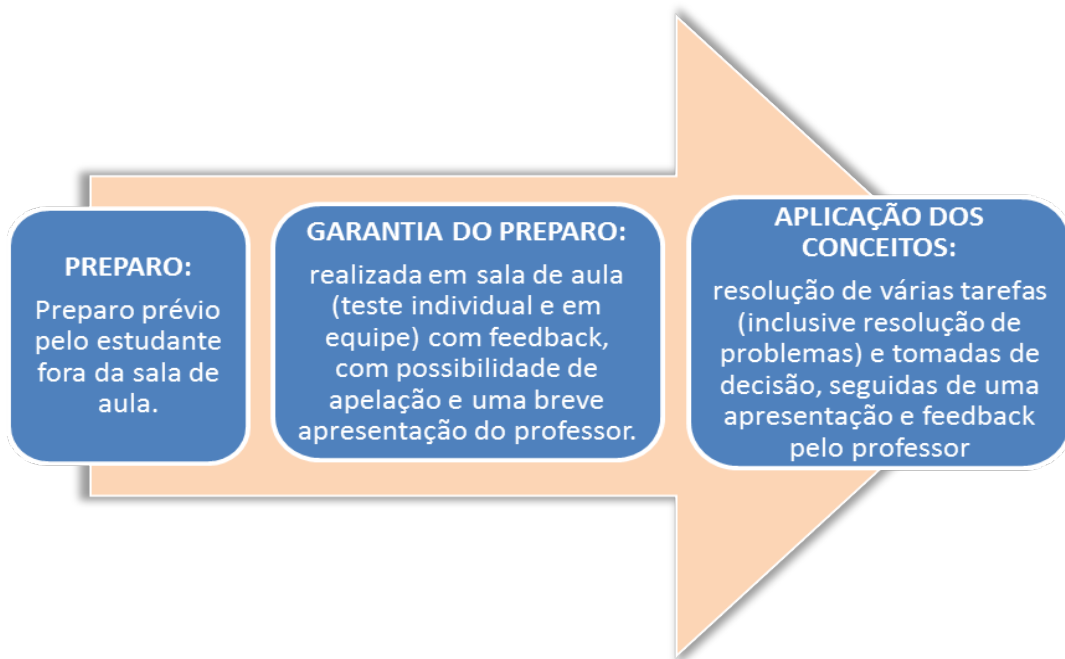 PREPARO:
Preparo prévio
pelo estudante
fora da sala de
aula.
GARANTIA DO PREPARO:
realizada em sala de aula
(teste individual e em
equipe) com feedback,
com possibilidade de
apelação e uma breve
apresentação do professor.
APLICAÇÃO DOS
CONCEITOS:
resolução de várias tarefas
(inclusive resolução de
problemas) e tomadas de
decisão, seguidas de uma
apresentação e feedback
pelo professor